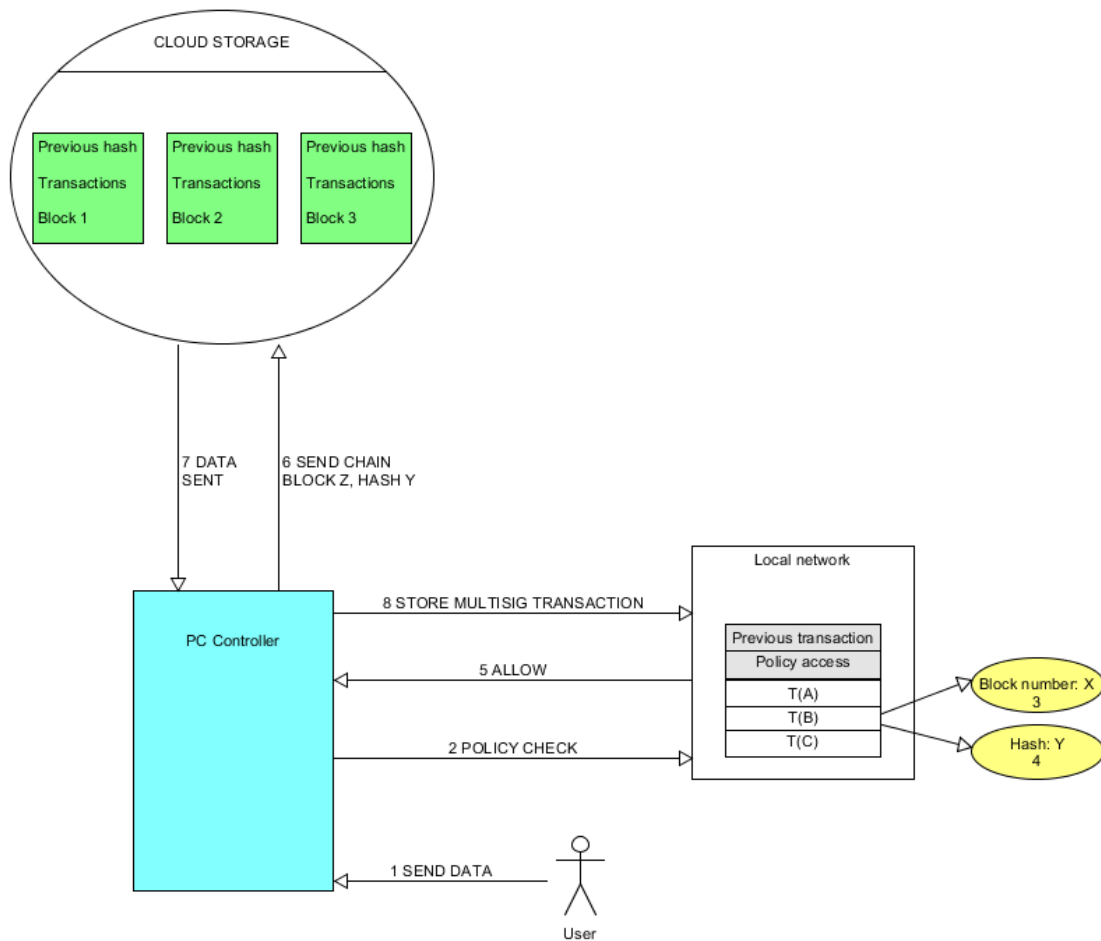 CLOUD STORAGE
Previous hash
Transactions
Block 1
Previous hash
Transactions
Block 2
Previous hash
Transactions
Block 3
7 DATA
SENT
6 SEND CHAIN
BLOCK Z, HASH Y
PC Controller
8 STORE MULTISIG TRANSACTION
5 ALLOW
2 POLICY CHECK
1 SEND DATA
Local network
Previous transaction
Policy access
T(A)
T(B)
T(C)
Block number: X
3
Hash: Y
4
User